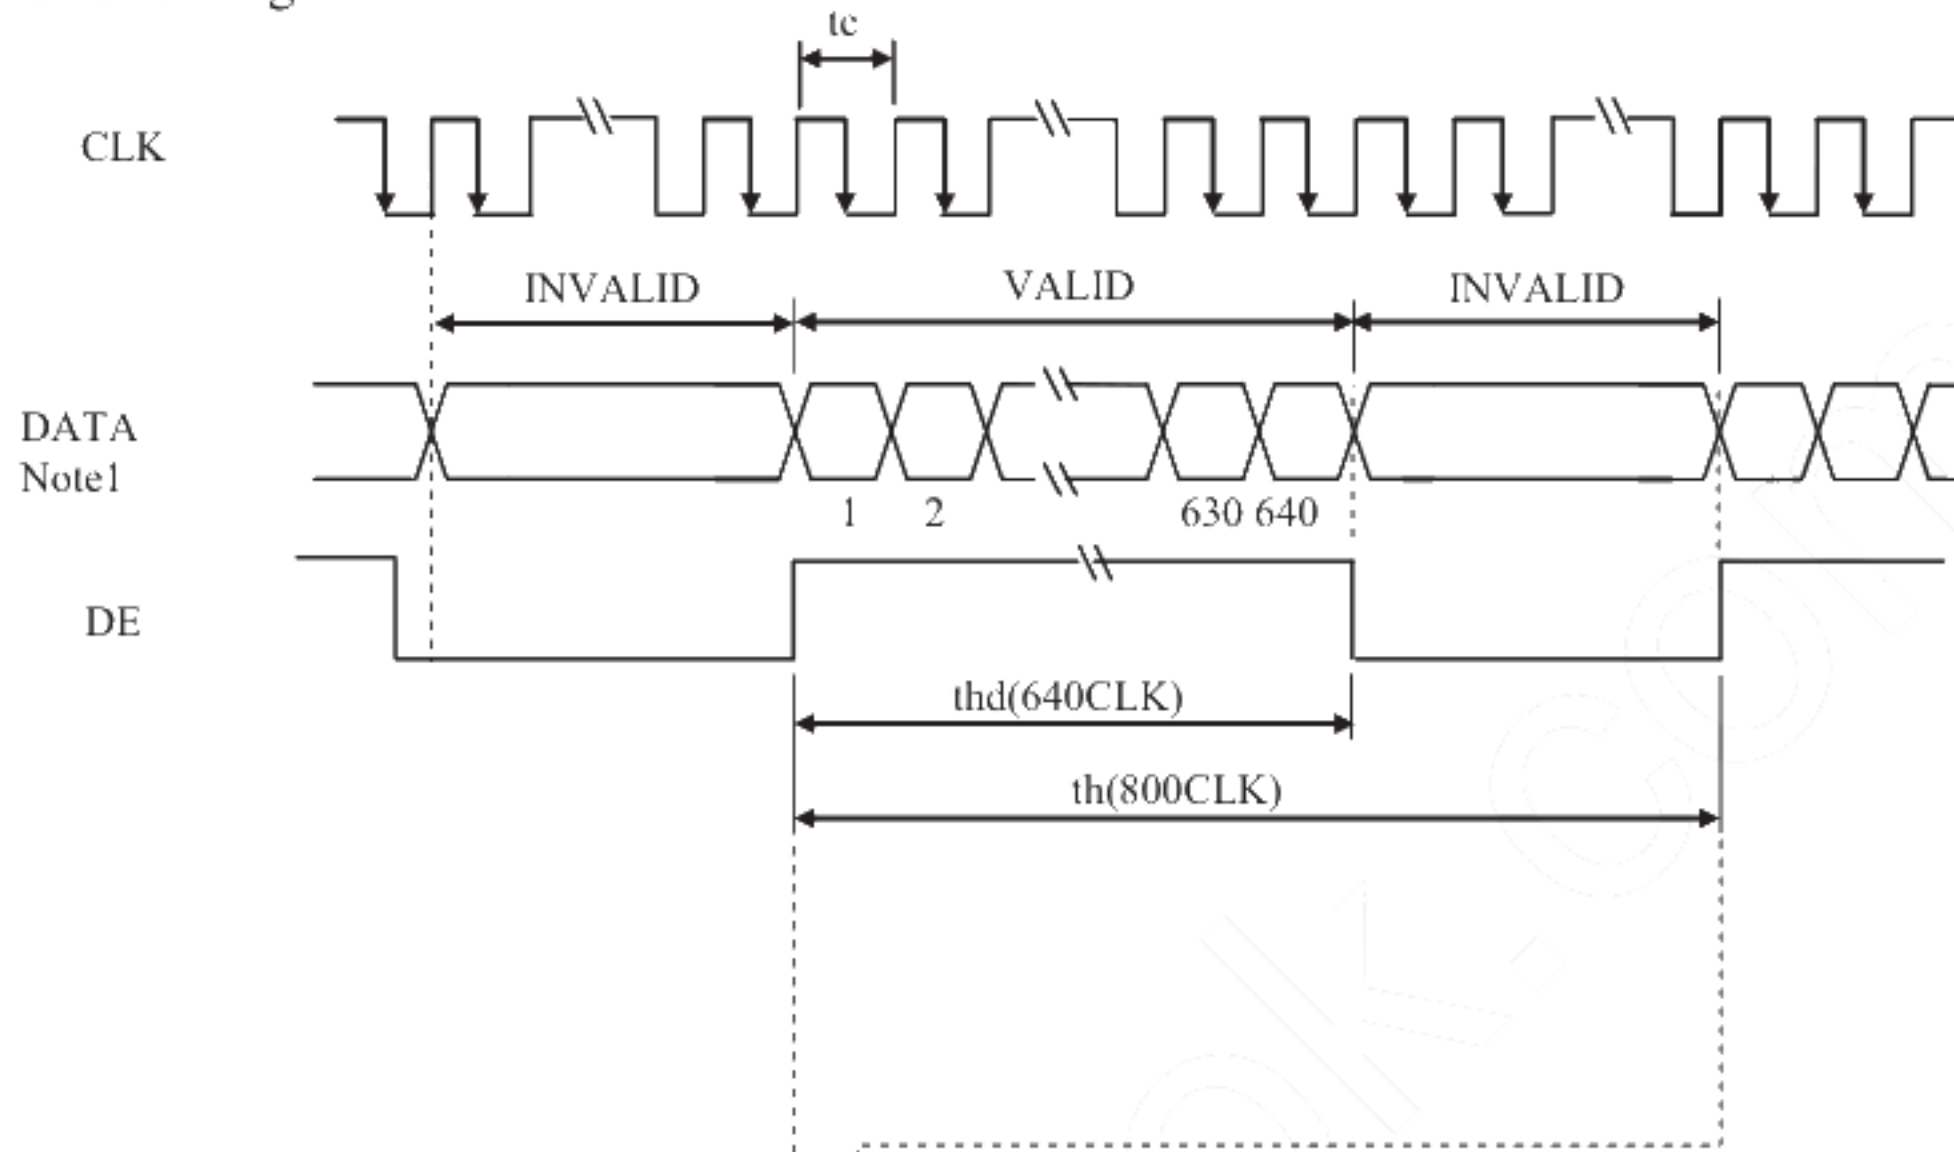 tc
CLK
INVALID VALID INVALID
DATA
Note1
1 2 630 640
DE
thd(640CLK)
th(800CLK)